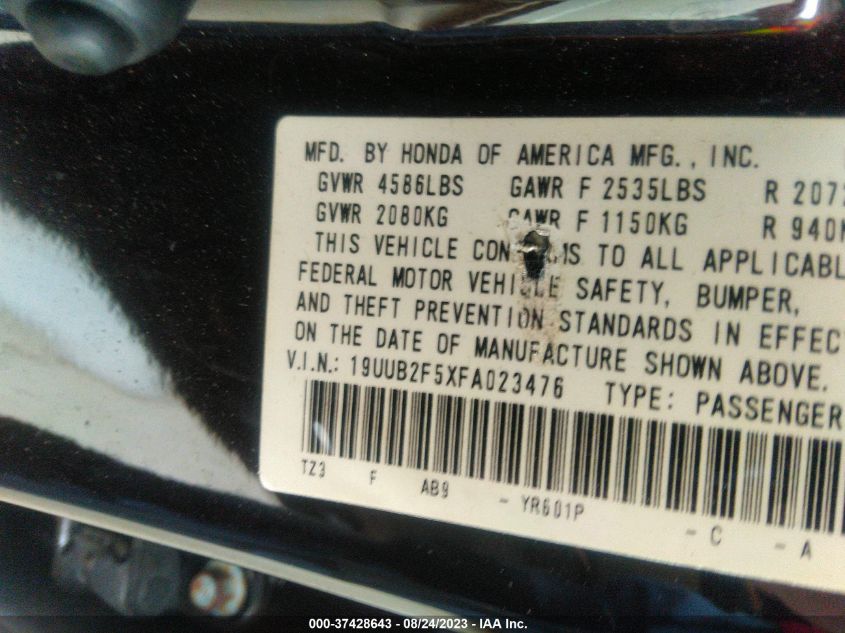 MFD. BY HONDA OF AMERICA MFG., INC.
GVWR 4586LBS GAWR F 2535LBS R 2072
GVWR 2080KG GAWR F 1150KG R 940
THIS VEHICLE CON MS TO ALL APPLICABL
FEDERAL MOTOR VEHICLE SAFETY, BUMPER,
AND THEFT PREVENTION STANDARDS IN EFFEC
ON THE DATE OF MANUFACTURE SHOWN ABOVE.
V.I.N.: 19UUB2F5XFA023476 TYPE: PASSENGER
TZ3 F AB9 - YR601P - C - A
000-37428643 - 08/24/2023 - IAA Inc.